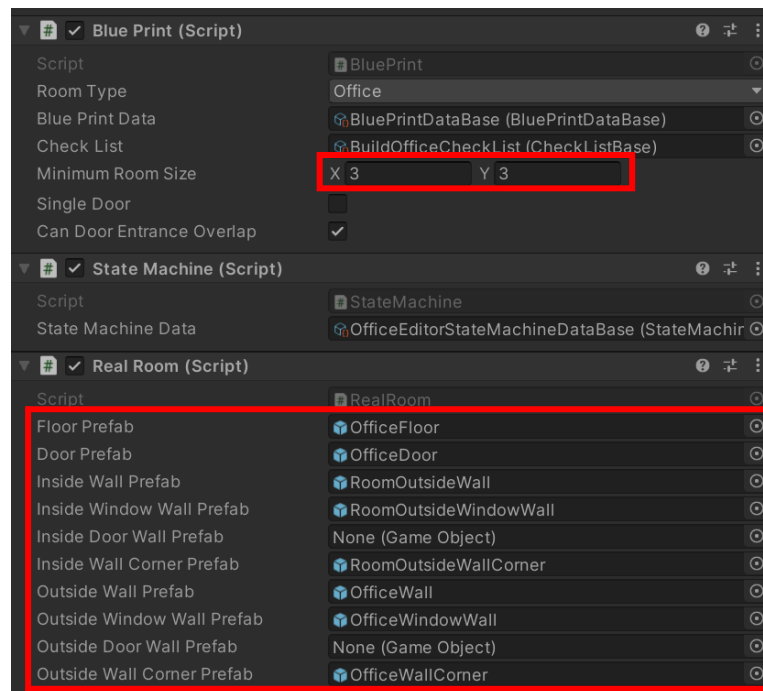 # Blue Print (Script)
Script BluePrint
Room Type Office
Blue Print Data BluePrintDataBase (BluePrintDataBase)
Check List BuildOfficeCheckList (CheckListBase)
Minimum Room Size X 3 Y 3
Single Door
Can Door Entrance Overlap
# State Machine (Script)
Script StateMachine
State Machine Data OfficeEditorStateMachineDataBase (StateMachin
# Real Room (Script)
Script RealRoom
Floor Prefab OfficeFloor
Door Prefab OfficeDoor
Inside Wall Prefab RoomOutsideWall
Inside Window Wall Prefab RoomOutsideWindowWall
Inside Door Wall Prefab None (Game Object)
Inside Wall Corner Prefab RoomOutsideWallCorner
Outside Wall Prefab OfficeWall
Outside Window Wall Prefab OfficeWindowWall
Outside Door Wall Prefab None (Game Object)
Outside Wall Corner Prefab OfficeWallCorner